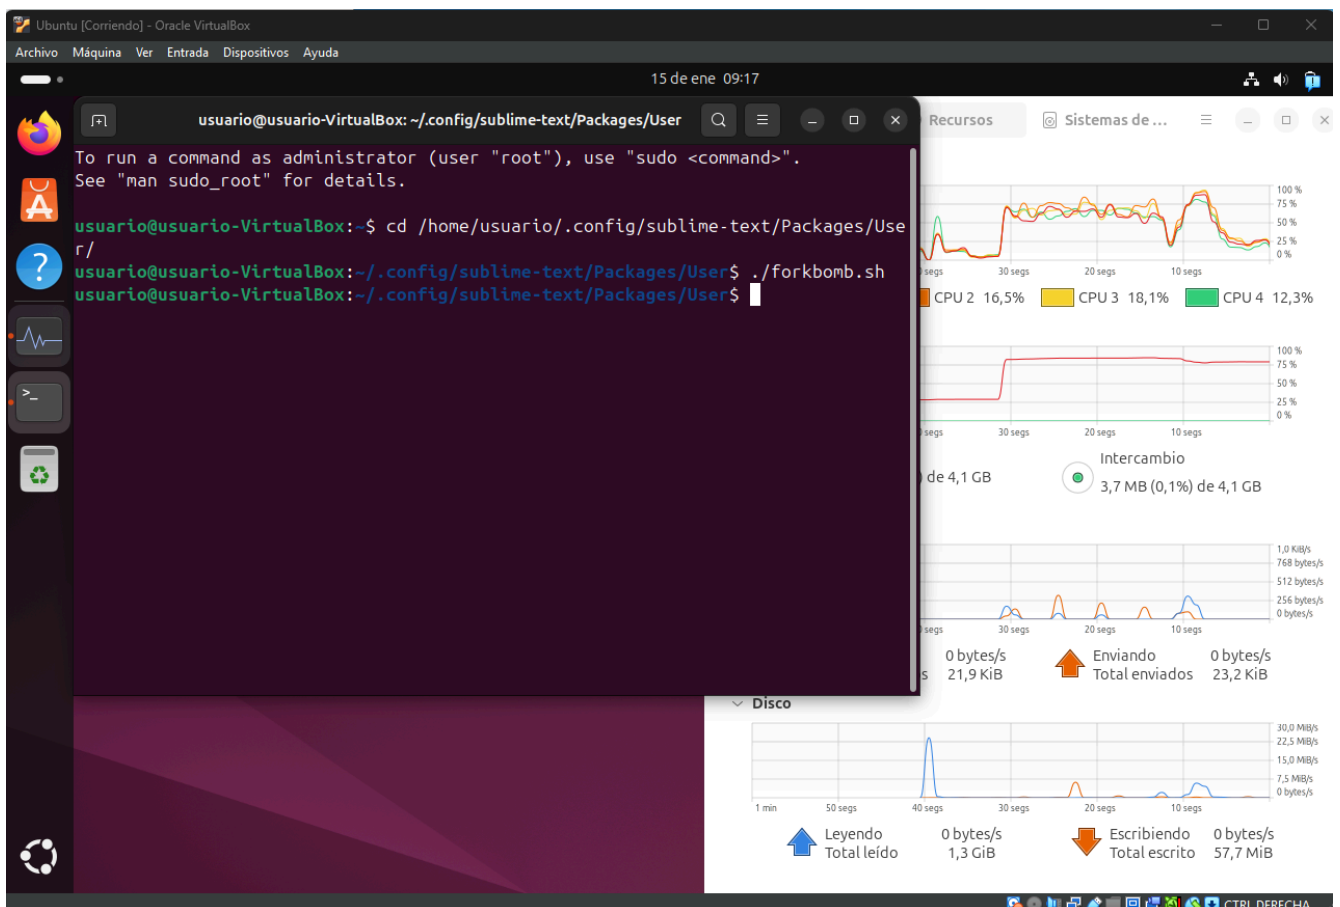 Ubuntu [Corriendo] - Oracle VirtualBox
Archivo Máquina Ver Entrada Dispositivos Ayuda
15 de ene 09:17
usuario@usuario-VirtualBox: ~/.config/sublime-text/Packages/User
Recursos
Sistemas de ...
To run a command as administrator (user "root"), use "sudo <command>".
See "man sudo_root" for details.
usuario@usuario-VirtualBox:~$ cd /home/usuario/.config/sublime-text/Packages/Use
r/
usuario@usuario-VirtualBox:~/.config/sublime-text/Packages/User$ ./forkbomb.sh
usuario@usuario-VirtualBox:~/.config/sublime-text/Packages/User$
100 %
75 %
50 %
25 %
0 %
segs 30 segs 20 segs 10 segs
CPU 2 16,5% CPU 3 18,1% CPU 4 12,3%
100 %
75 %
50 %
25 %
0 %
segs 30 segs 20 segs 10 segs
) de 4,1 GB
Intercambio
3,7 MB (0,1%) de 4,1 GB
1,0 KiB/s
768 bytes/s
512 bytes/s
256 bytes/s
0 bytes/s
segs 30 segs 20 segs 10 segs
0 bytes/s Enviando 0 bytes/s
s 21,9 KiB Total enviados 23,2 KiB
Disco
30,0 MiB/s
22,5 MiB/s
15,0 MiB/s
7,5 MiB/s
0 bytes/s
1 min 50 segs 40 segs 30 segs 20 segs 10 segs
Leyendo 0 bytes/s Escribiendo 0 bytes/s
Total leído 1,3 GiB Total escrito 57,7 MiB
CTRL DERECHA